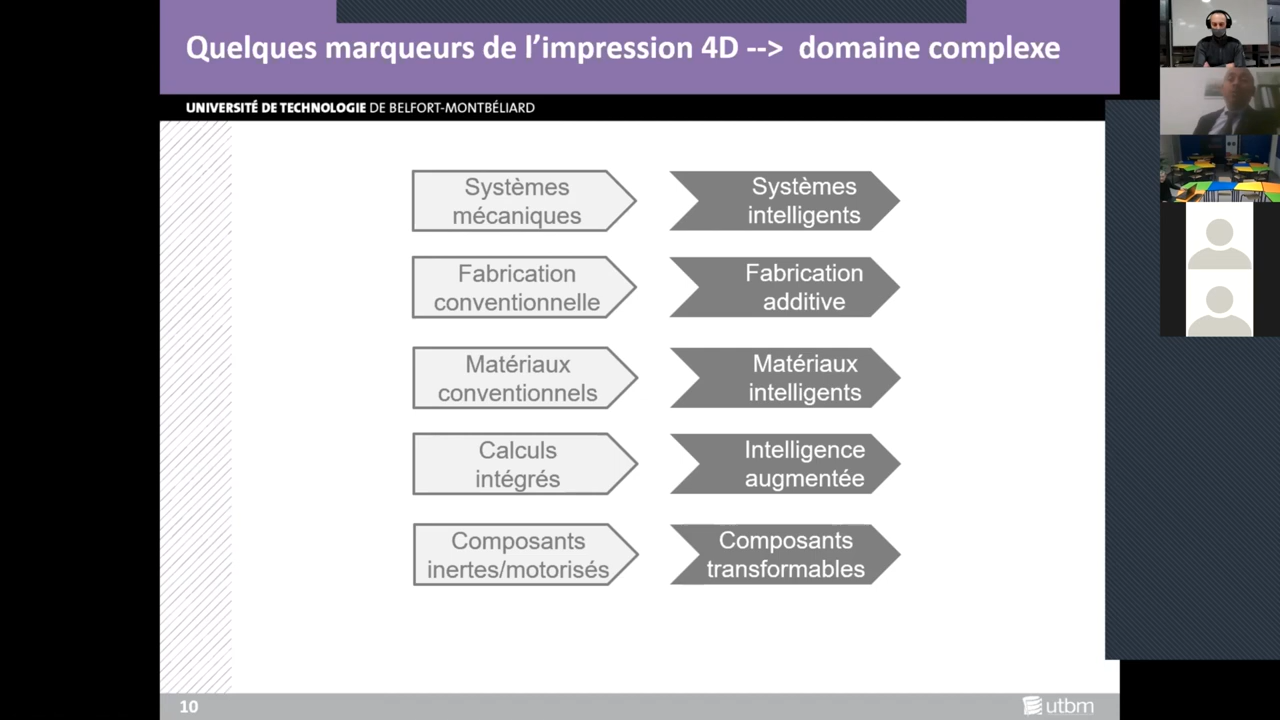 Quelques marqueurs de l’impression 4D --> domaine complexe
UNIVERSITÉ DE TECHNOLOGIE DE BELFORT-MONTBÉLIARD
Systèmes
mécaniques
Systèmes
intelligents
Fabrication
conventionnelle
Fabrication
additive
Matériaux
conventionnels
Matériaux
intelligents
Calculs
intégrés
Intelligence
augmentée
Composants
inertes/motorisés
Composants
transformables
10
utbm